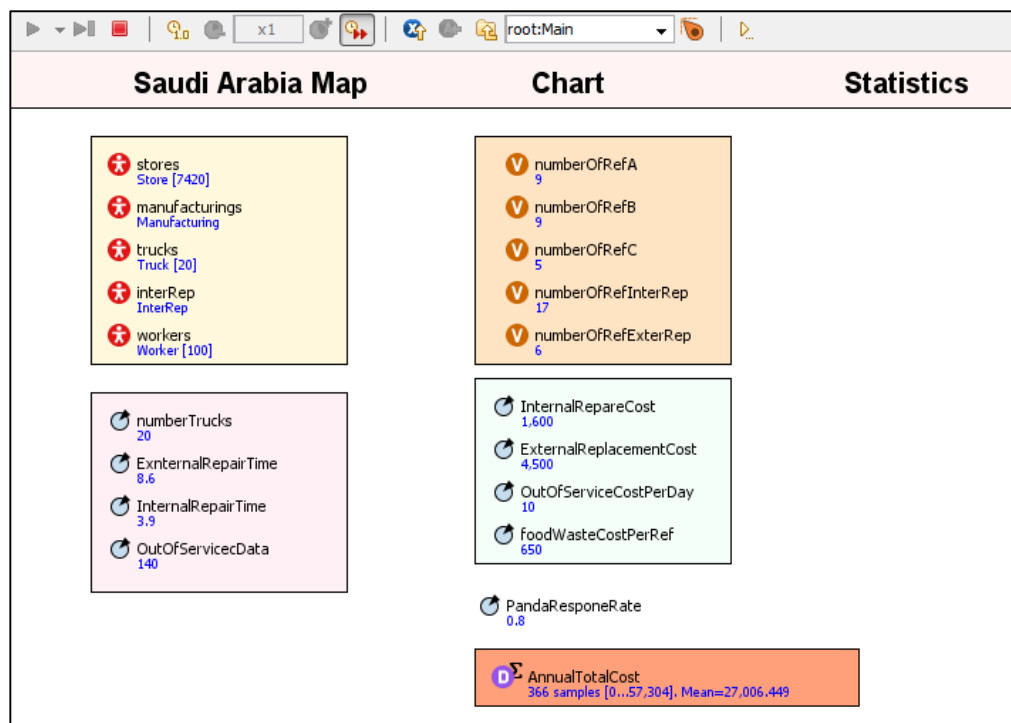 1.0
x1
root:Main
Saudi Arabia Map
Chart
Statistics
stores
Store [7420]
manufacturings
Manufacturing
trucks
Truck [20]
interRep
InterRep
workers
Worker [100]
V numberOfRefA
9
V numberOfRefB
9
V numberOfRefC
5
V numberOfRefInterRep
17
V numberOfRefExterRep
6
numberTrucks
20
ExnternalRepairTime
8.6
InternalRepairTime
3.9
OutOfServicecData
140
InternalRepareCost
1,600
ExternalReplacementCost
4,500
OutOfServiceCostPerDay
10
foodWasteCostPerRef
650
PandaResponeRate
0.8
D Σ AnnualTotalCost
366 samples [0...57,304]. Mean=27,006.449